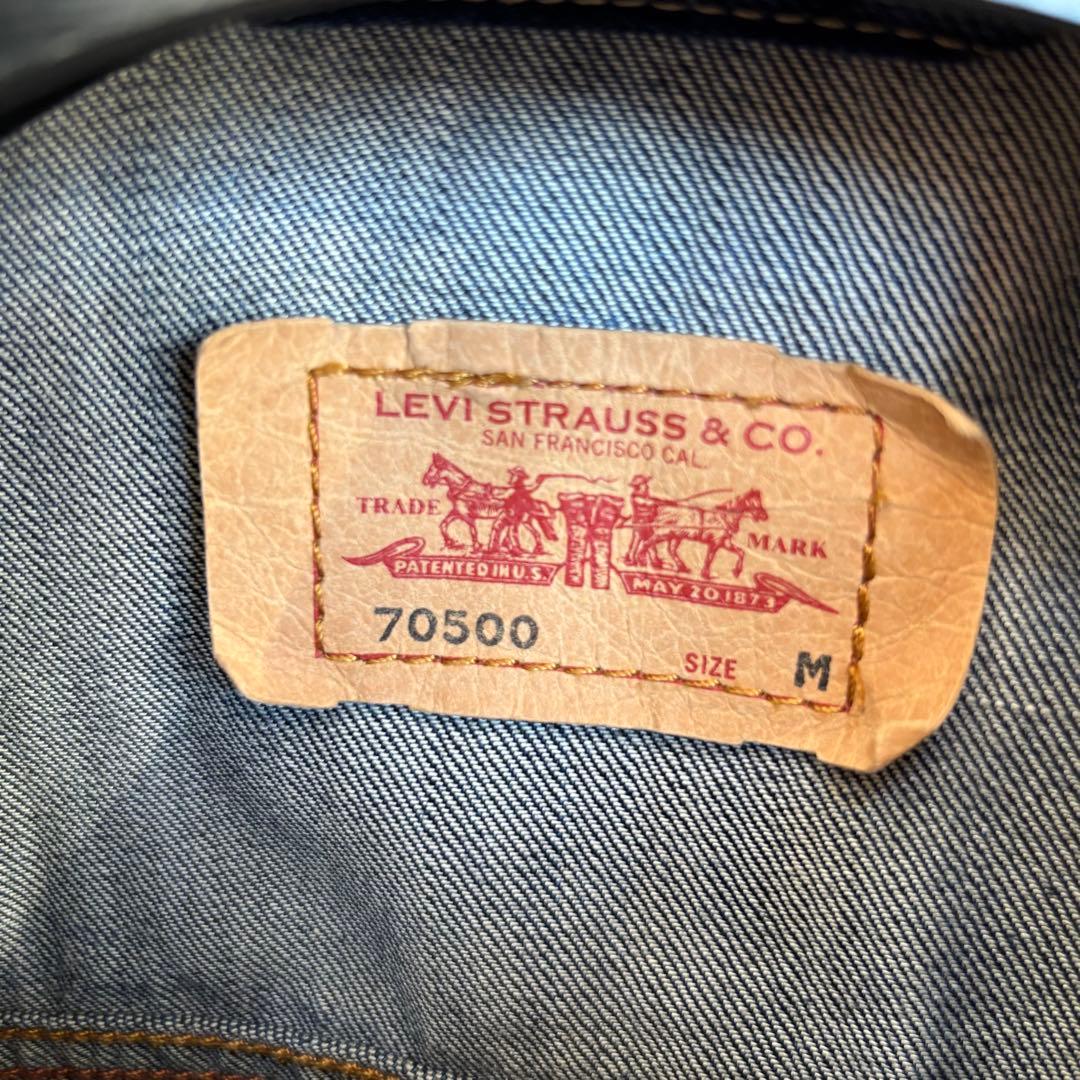 LEVI STRAUSS & CO.
SAN FRANCISCO CAL.
TRADE MARK
PATENTED IN U.S. MAY 20 1873
70500
SIZE M